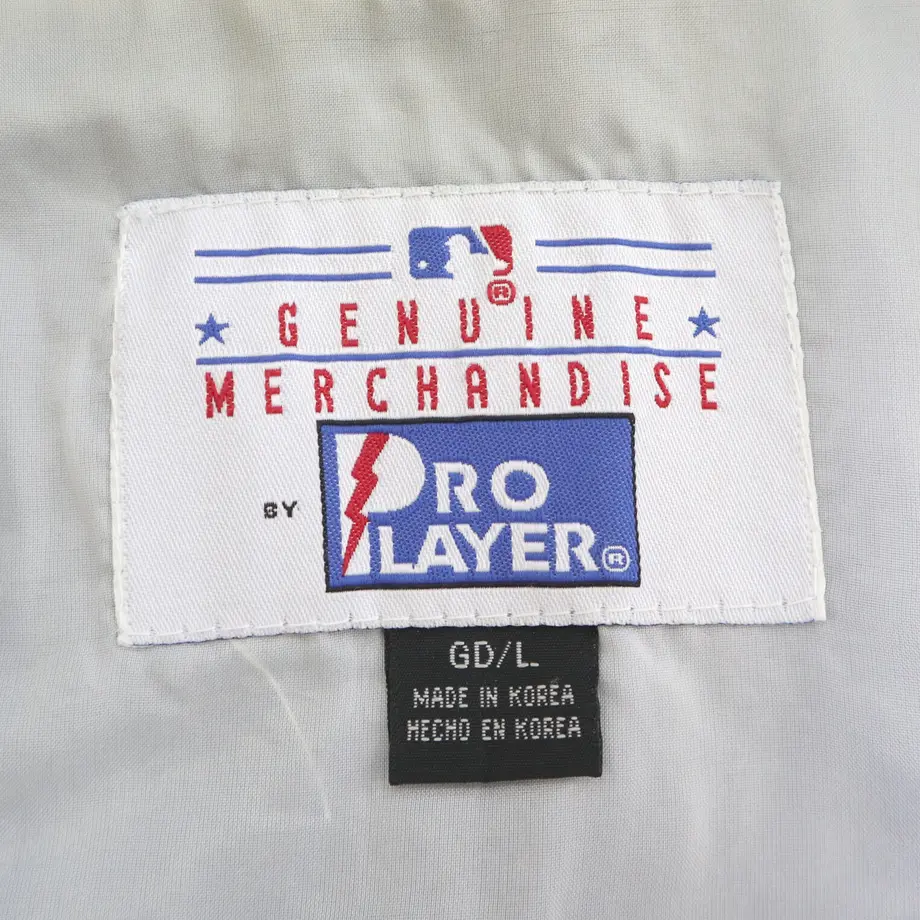 GENUINE®
MERCHANDISE
BY
PRO
PLAYER®
GD/L
MADE IN KOREA
HECHO EN KOREA